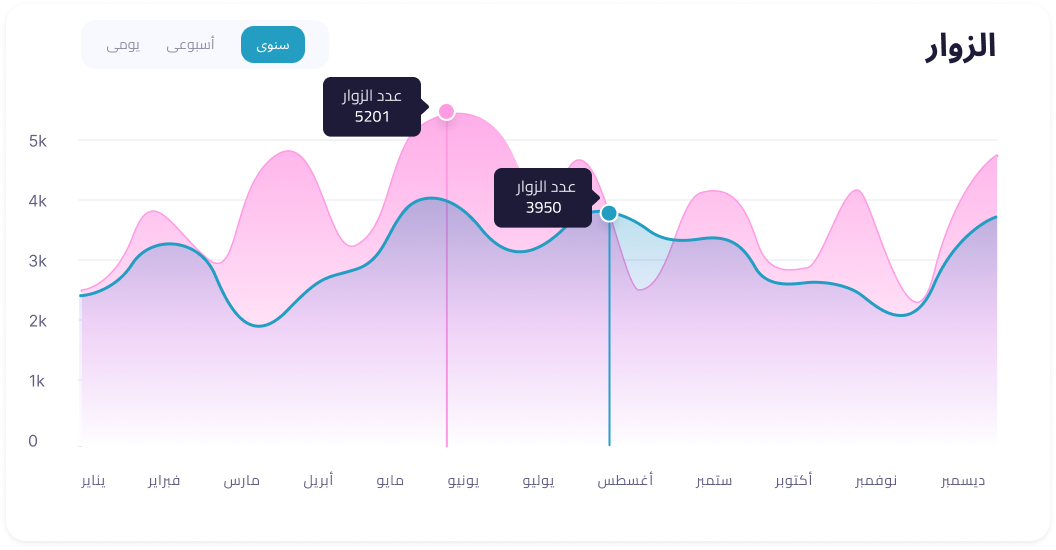 الزوار
سنوى
أسبوعى
يومى
عدد الزوار
5201
عدد الزوار
3950
5k
4k
3k
2k
1k
0
يناير فبراير مارس أبريل مايو يونيو يوليو أغسطس ستمبر أكتوبر نوفمبر ديسمبر